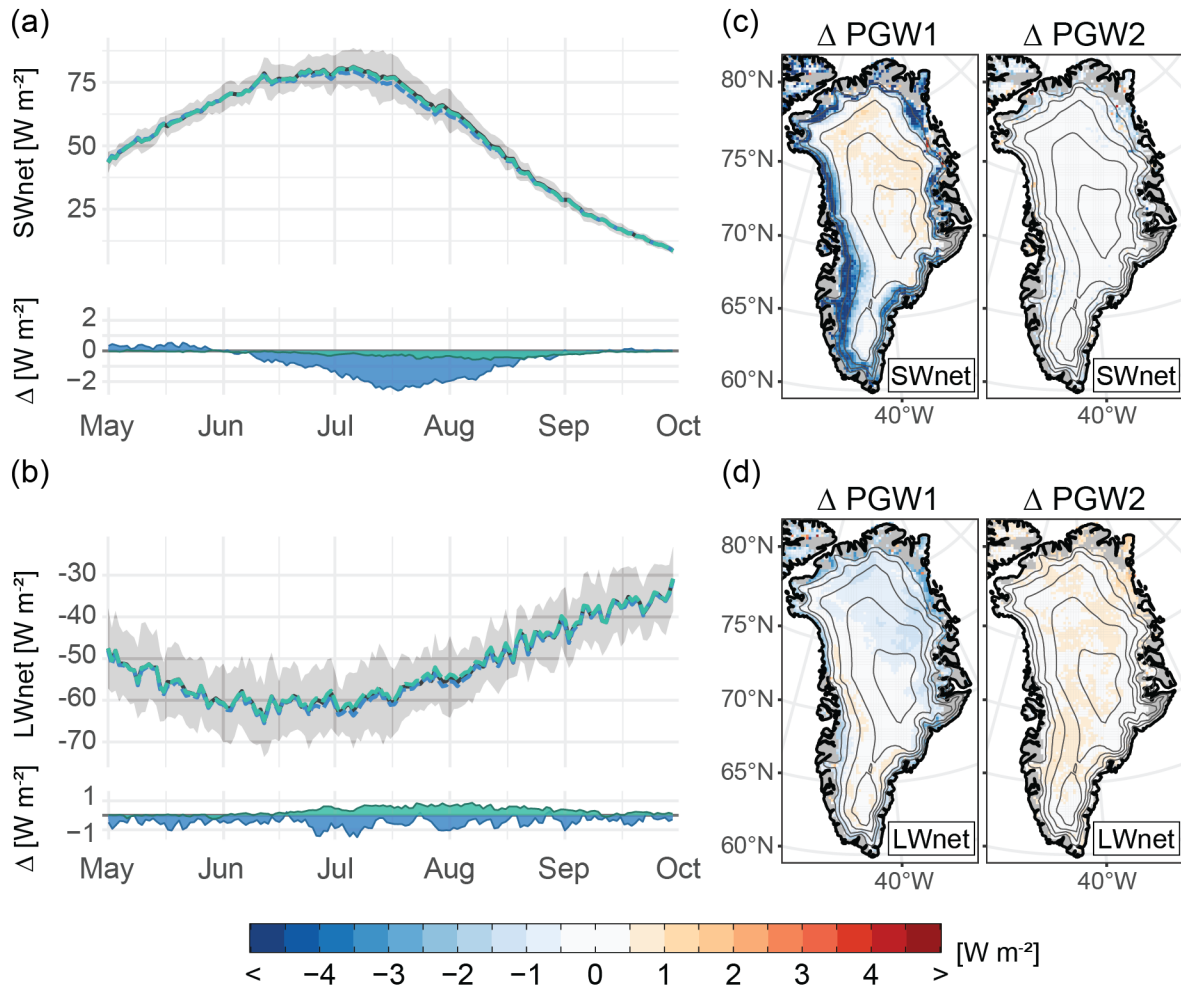 (a)
SWnet [W m⁻²]
75
50
25
Δ [W m⁻²]
2
0
−2
May Jun Jul Aug Sep Oct
(b)
LWnet [W m⁻²]
-30
-40
-50
-60
-70
Δ [W m⁻²]
1
−1
May Jun Jul Aug Sep Oct
(c)
Δ PGW1 Δ PGW2
80°N
75°N
70°N
65°N
60°N
SWnet SWnet
40°W 40°W
(d)
Δ PGW1 Δ PGW2
80°N
75°N
70°N
65°N
60°N
LWnet LWnet
40°W 40°W
< −4 −3 −2 −1 0 1 2 3 4 > [W m⁻²]